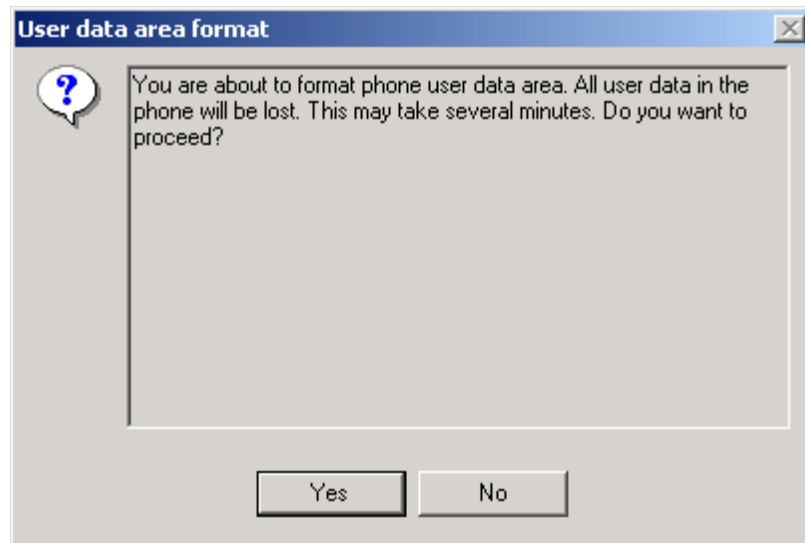 User data area format
You are about to format phone user data area. All user data in the
phone will be lost. This may take several minutes. Do you want to
proceed?
Yes
No